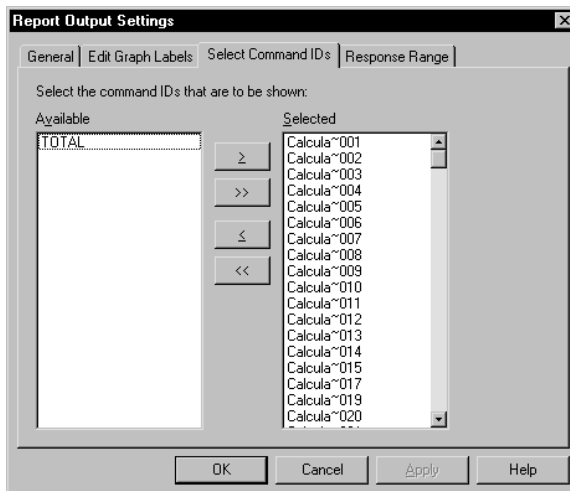 Report Output Settings
General Edit Graph Labels Select Command IDs Response Range
Select the command IDs that are to be shown:
Available
TOTAL
>
>>
<
<<
Selected
Calcula~001
Calcula~002
Calcula~003
Calcula~004
Calcula~005
Calcula~006
Calcula~007
Calcula~008
Calcula~009
Calcula~010
Calcula~011
Calcula~012
Calcula~013
Calcula~014
Calcula~015
Calcula~017
Calcula~019
Calcula~020
OK Cancel Apply Help